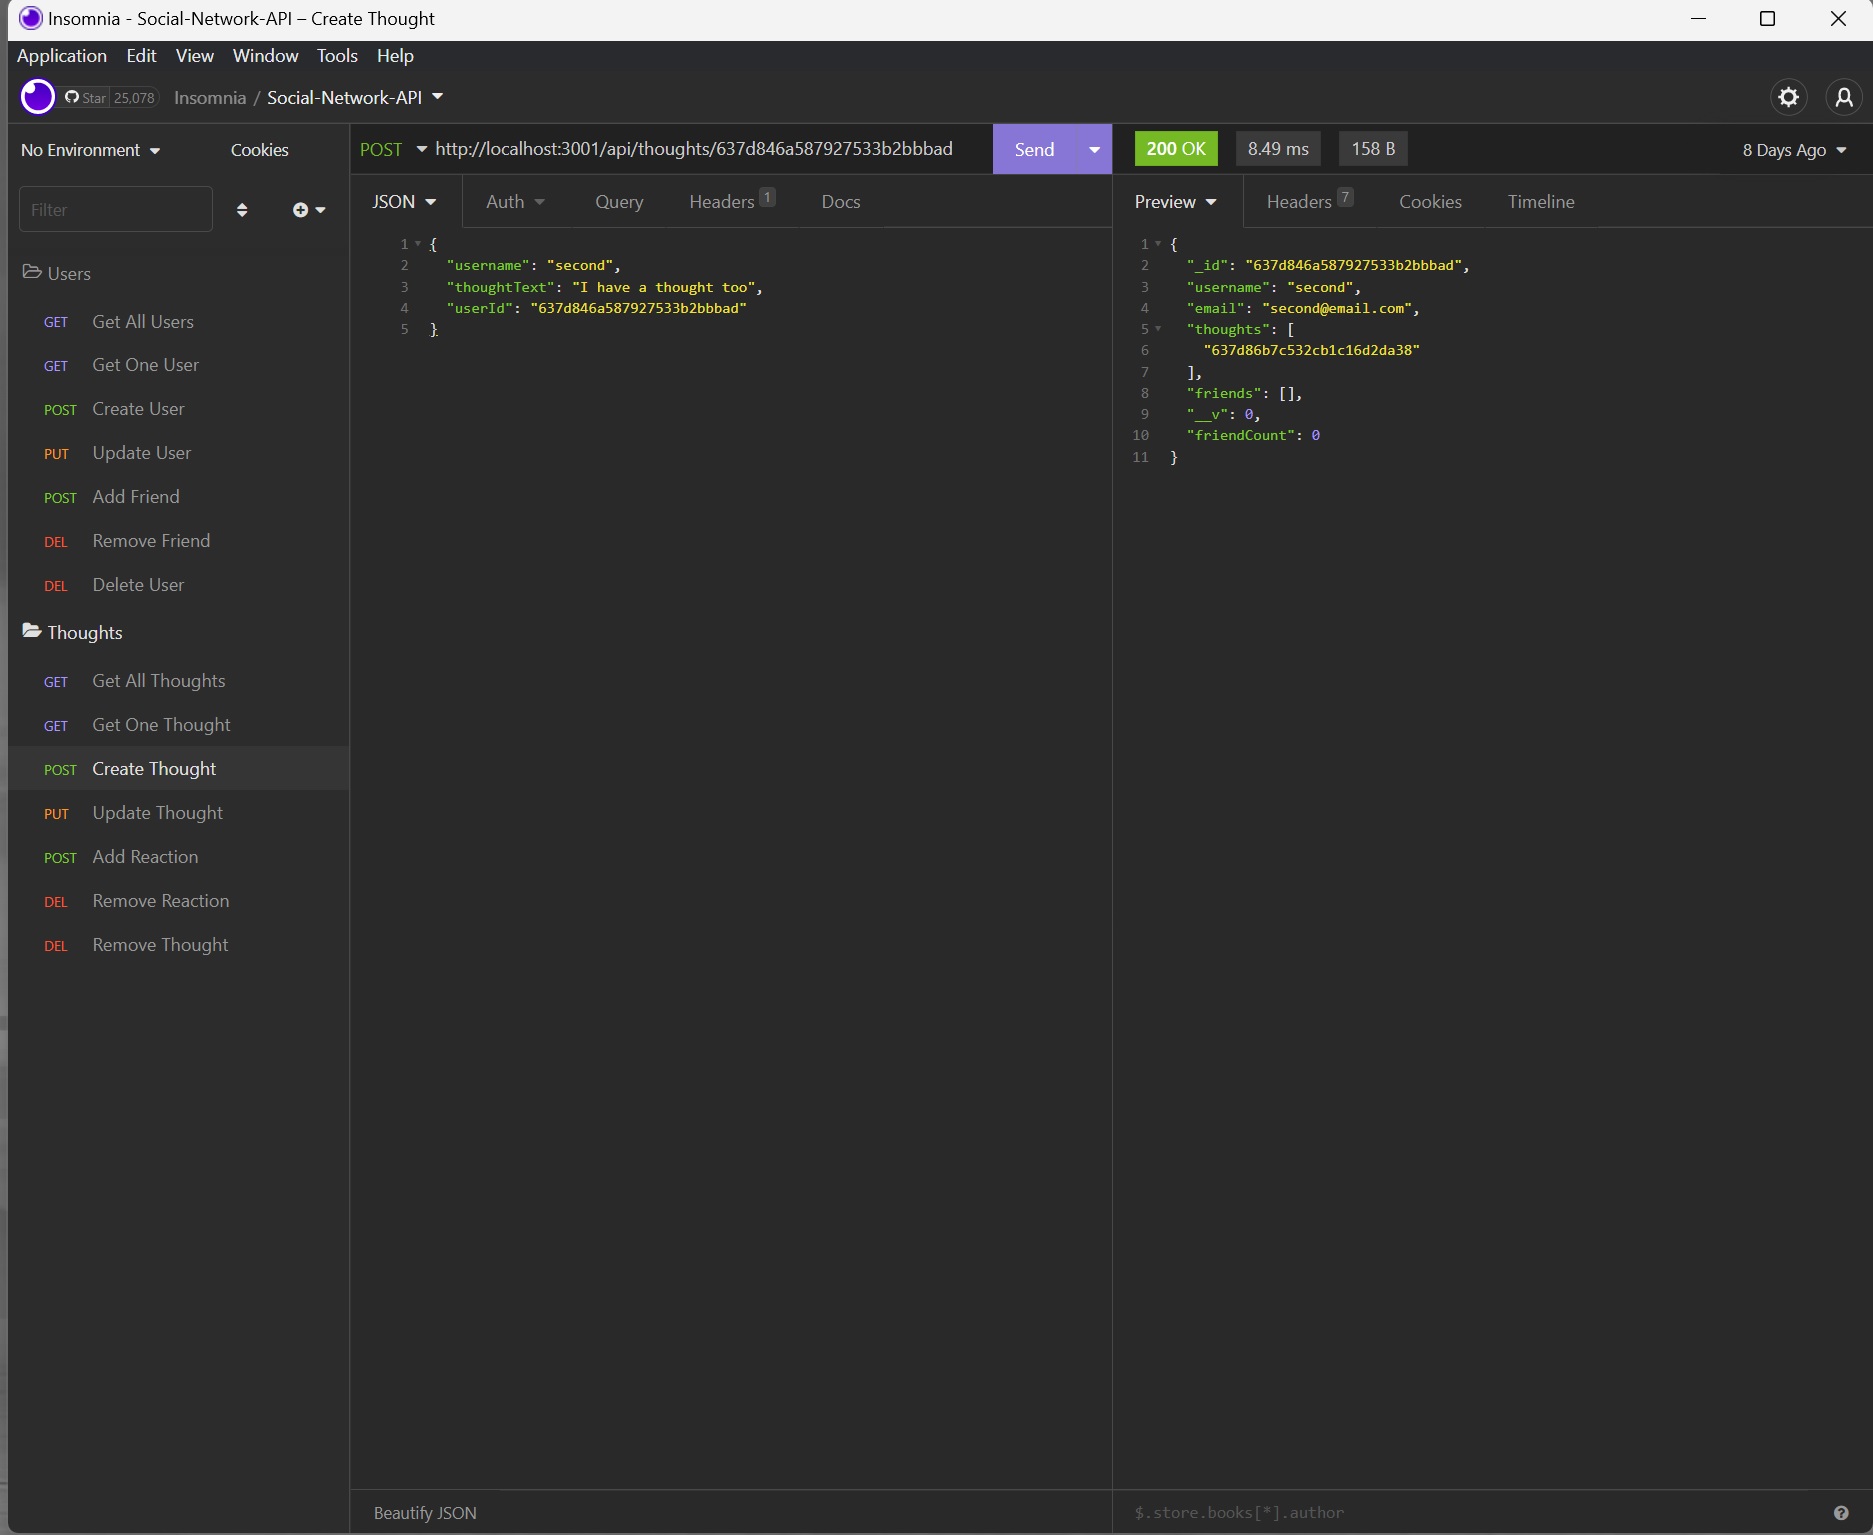 Insomnia - Social-Network-API – Create Thought
Application Edit View Window Tools Help
Star 25,078 Insomnia / Social-Network-API
No Environment Cookies
Filter
Users
GET Get All Users
GET Get One User
POST Create User
PUT Update User
POST Add Friend
DEL Remove Friend
DEL Delete User
Thoughts
GET Get All Thoughts
GET Get One Thought
POST Create Thought
PUT Update Thought
POST Add Reaction
DEL Remove Reaction
DEL Remove Thought
POST http://localhost:3001/api/thoughts/637d846a587927533b2bbbad Send
JSON Auth Query Headers 1 Docs
1 {
2 "username": "second",
3 "thoughtText": "I have a thought too",
4 "userId": "637d846a587927533b2bbbad"
5 }
Beautify JSON
200 OK 8.49 ms 158 B 8 Days Ago
Preview Headers 7 Cookies Timeline
1 {
2 "_id": "637d846a587927533b2bbbad",
3 "username": "second",
4 "email": "second@email.com",
5 "thoughts": [
6 "637d86b7c532cb1c16d2da38"
7 ],
8 "friends": [],
9 "__v": 0,
10 "friendCount": 0
11 }
$.store.books[*].author